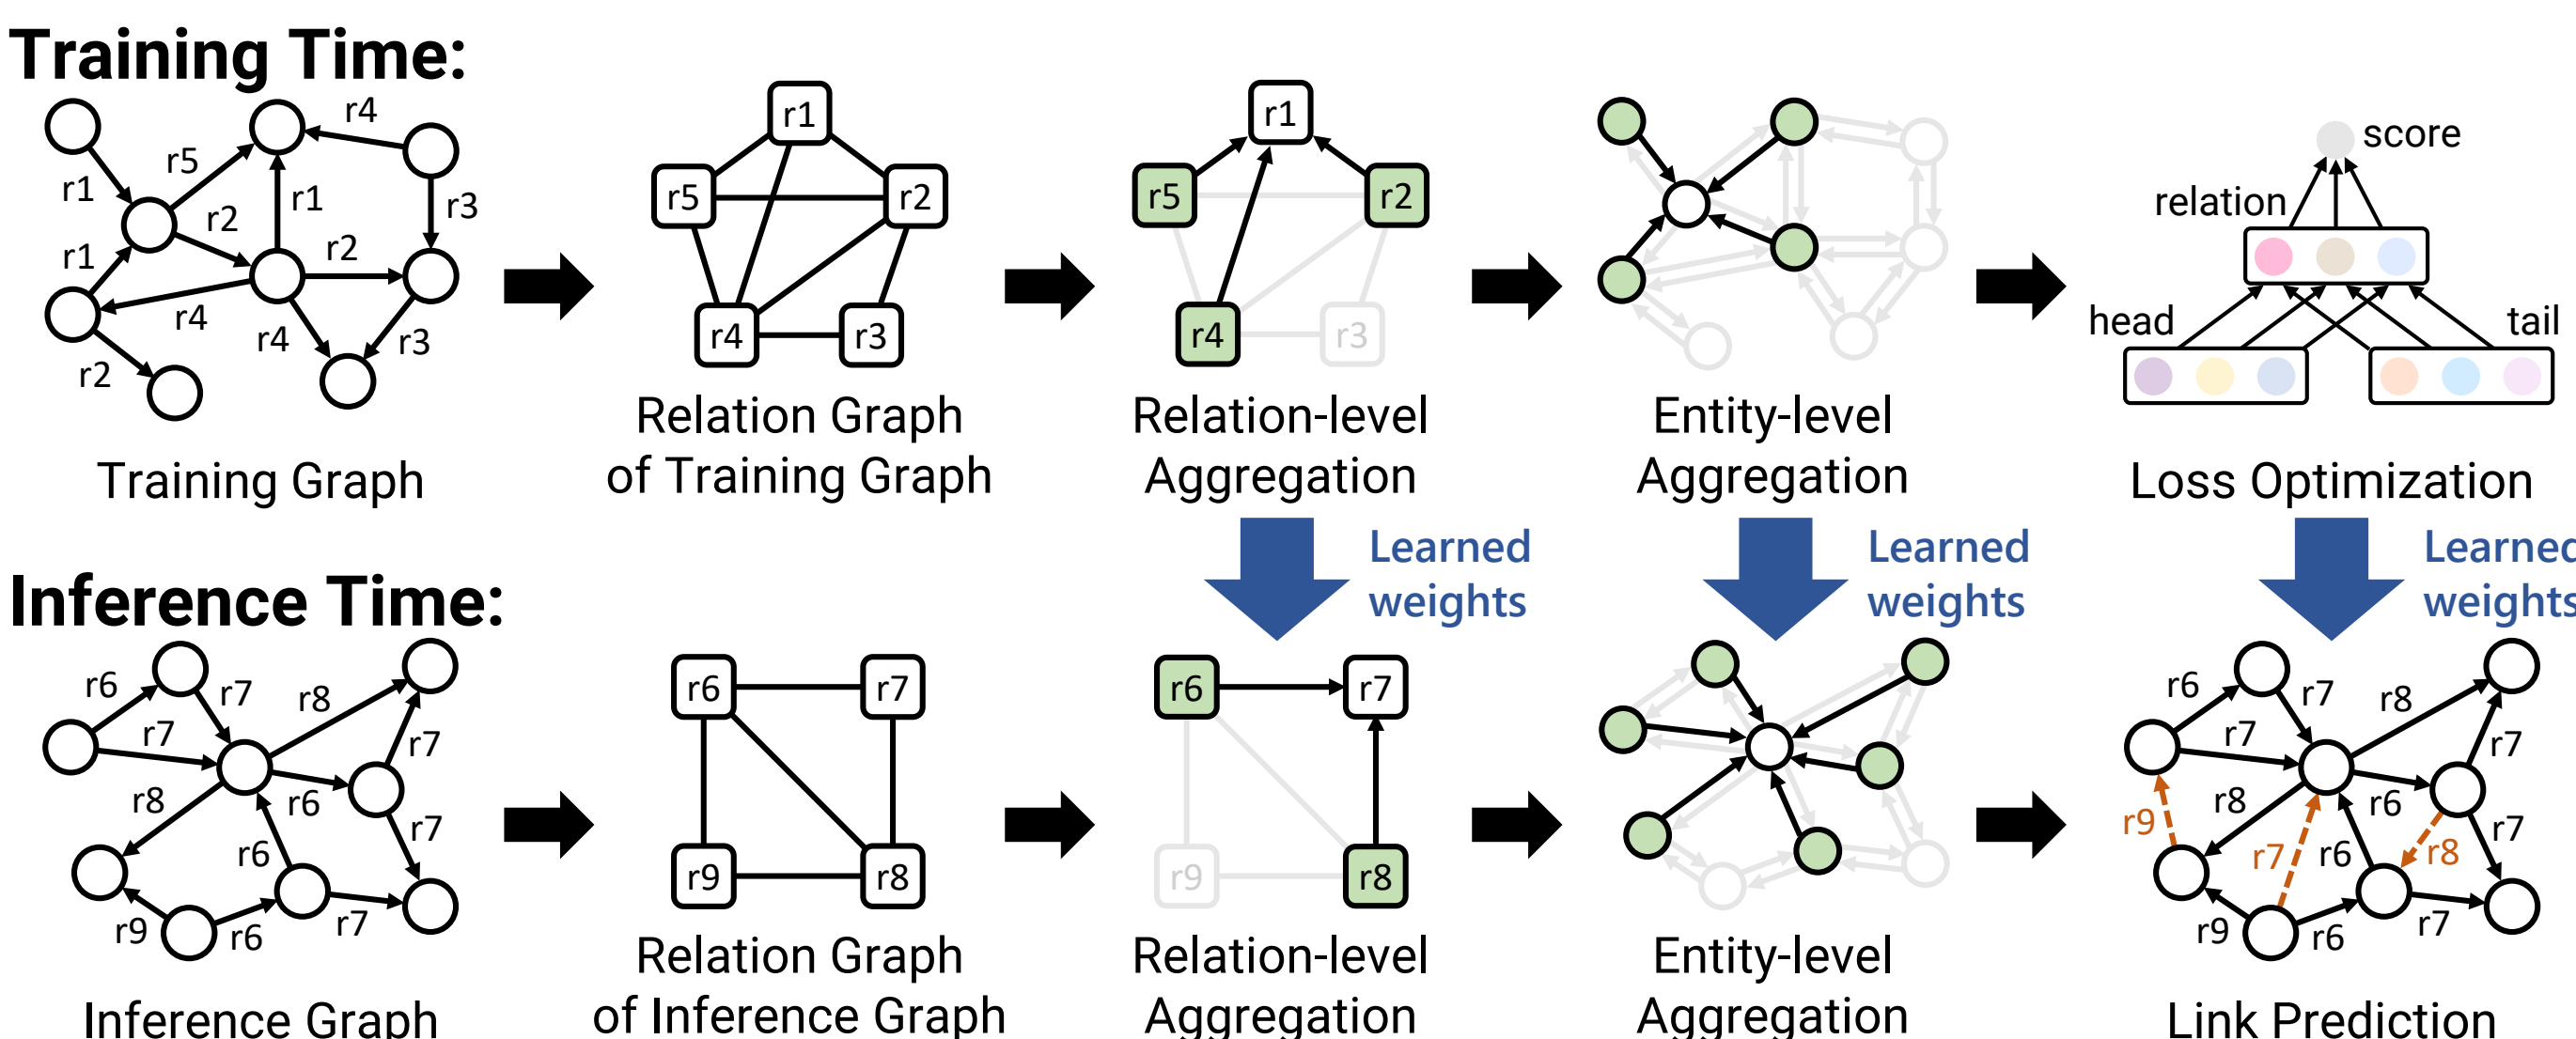 Training Time:
r4
r5
r1
r2
r1
r3
r1
r2
r4
r4
r3
r2
Training Graph
r1
r5
r2
r4
r3
Relation Graph
of Training Graph
r1
r5
r2
r4
r3
Relation-level
Aggregation
Entity-level
Aggregation
score
relation
head
tail
Loss Optimization
Learned
weights
Learned
weights
Learned
weights
Inference Time:
r6
r7
r8
r7
r7
r8
r6
r7
r6
r9
r6
r7
Inference Graph
r6
r7
r9
r8
Relation Graph
of Inference Graph
r6
r7
r9
r8
Relation-level
Aggregation
Entity-level
Aggregation
r6
r7
r8
r7
r7
r9
r8
r6
r7
r7
r6
r8
r9
r6
r7
Link Prediction